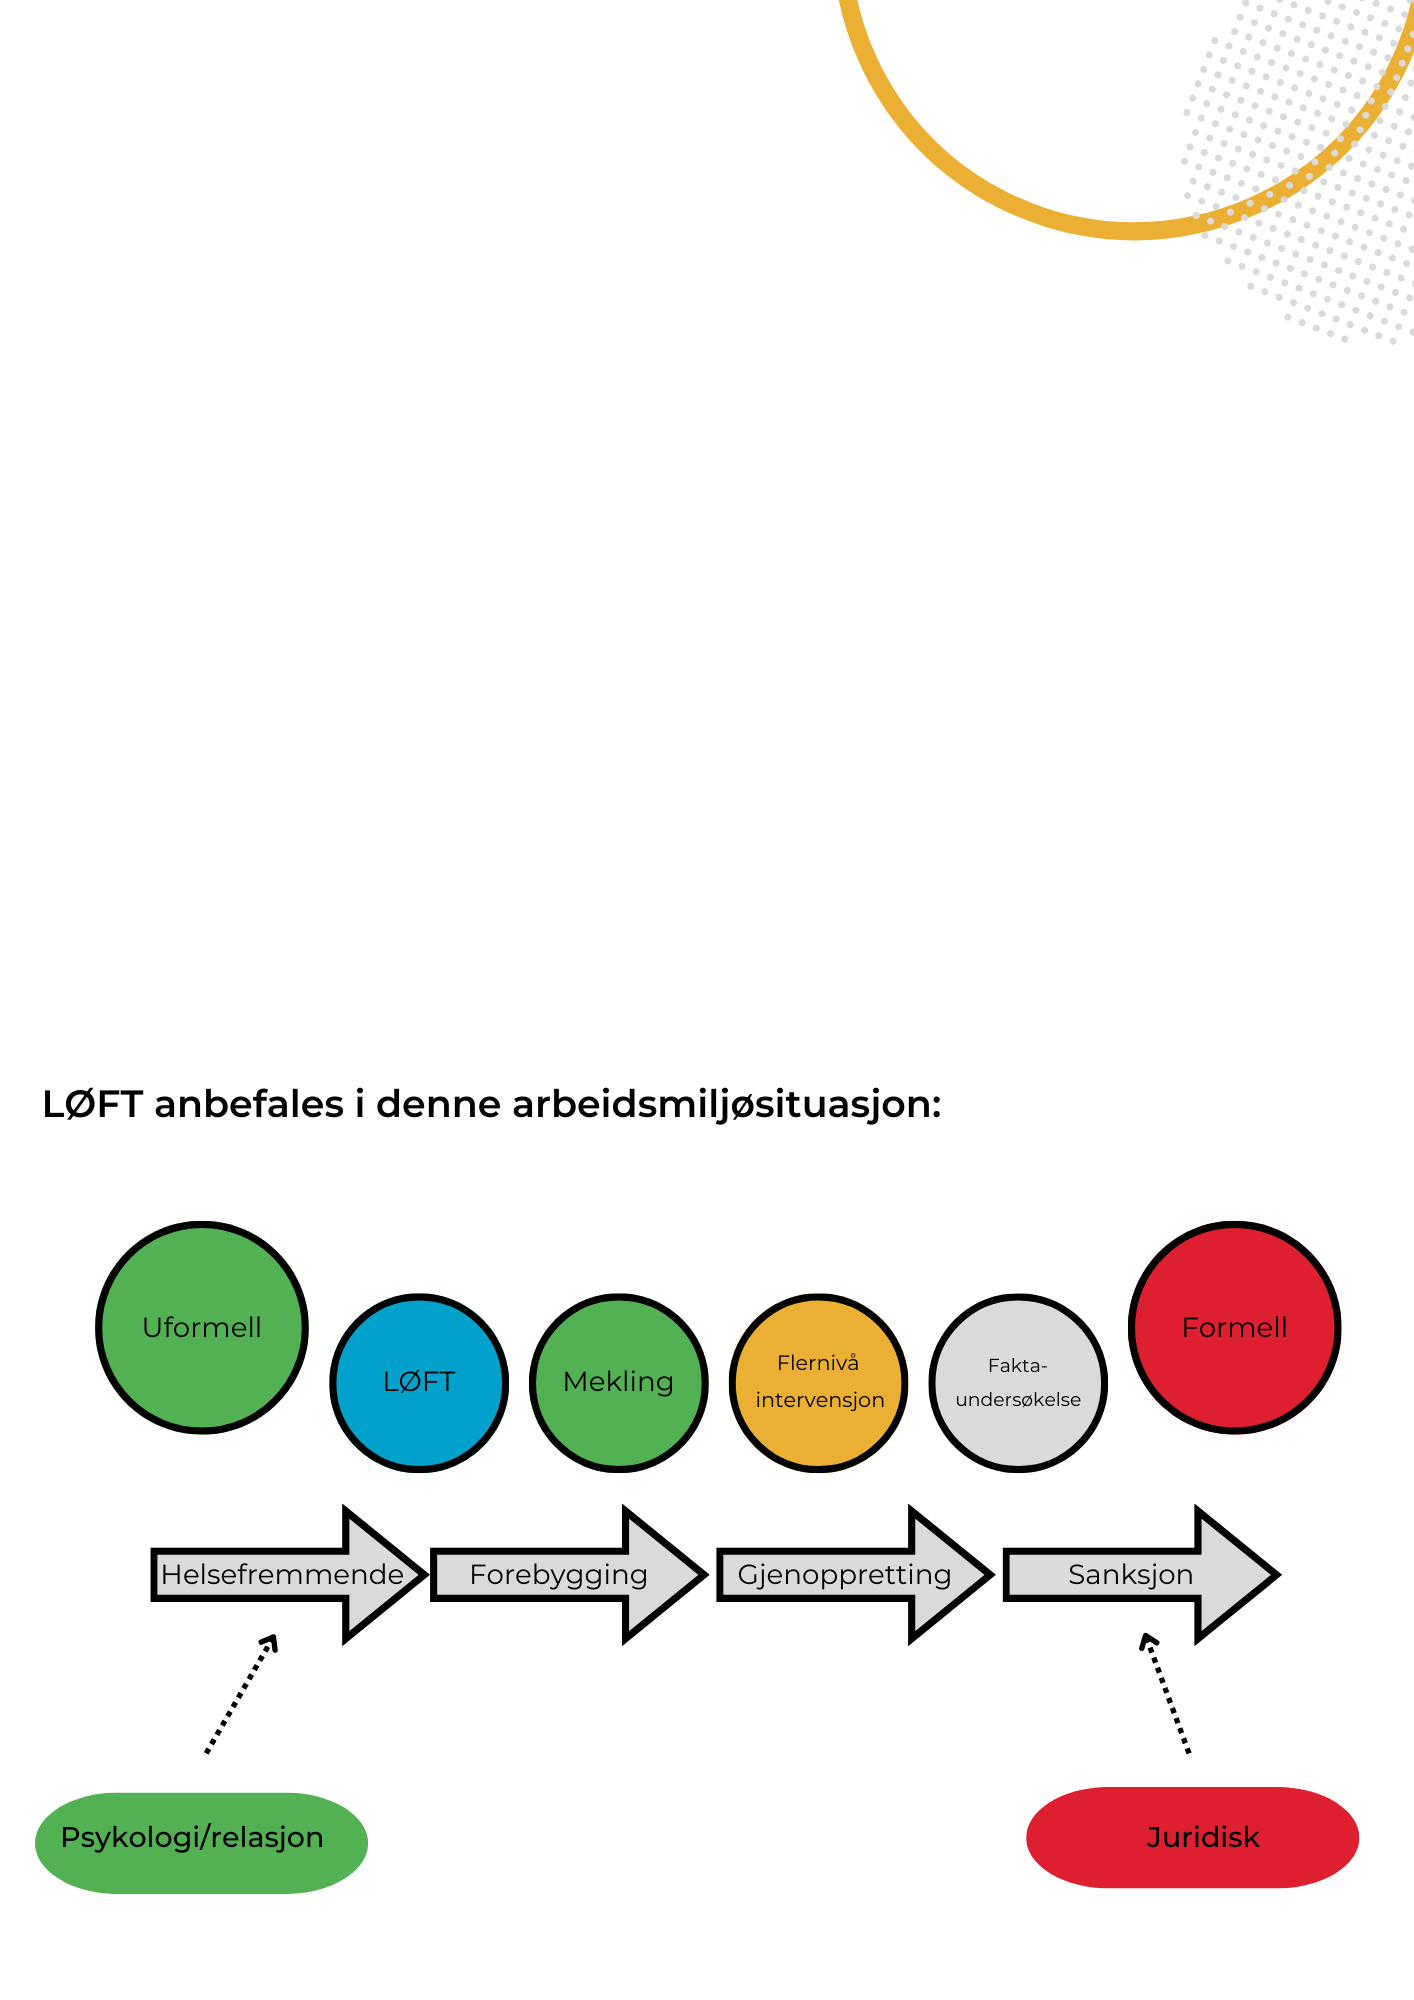 LØFT anbefales i denne arbeidsmiljøsituasjon:
Uformell
LØFT
Mekling
Flernivå
intervensjon
Fakta-
undersøkelse
Formell
Helsefremmende
Forebygging
Gjenoppretting
Sanksjon
Psykologi/relasjon
Juridisk